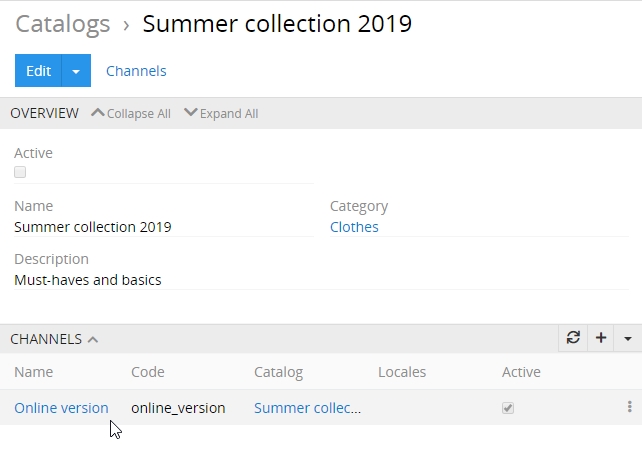 Catalogs › Summer collection 2019
Edit Channels
OVERVIEW Collapse All Expand All
Active
Name Category
Summer collection 2019 Clothes
Description
Must-haves and basics
CHANNELS
Name Code Catalog Locales Active
Online version online_version Summer collec...